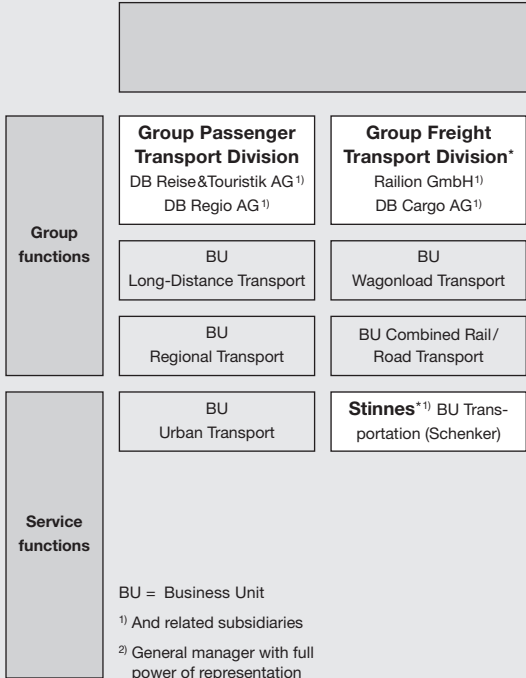 Group
functions
Service
functions
Group Passenger
Transport Division
DB Reise&Touristik AG¹⁾
DB Regio AG¹⁾
BU
Long-Distance Transport
BU
Regional Transport
BU
Urban Transport
Group Freight
Transport Division*
Railion GmbH¹⁾
DB Cargo AG¹⁾
BU
Wagonload Transport
BU Combined Rail/
Road Transport
Stinnes*¹⁾ BU Trans-
portation (Schenker)
BU = Business Unit
¹⁾ And related subsidiaries
²⁾ General manager with full
power of representation